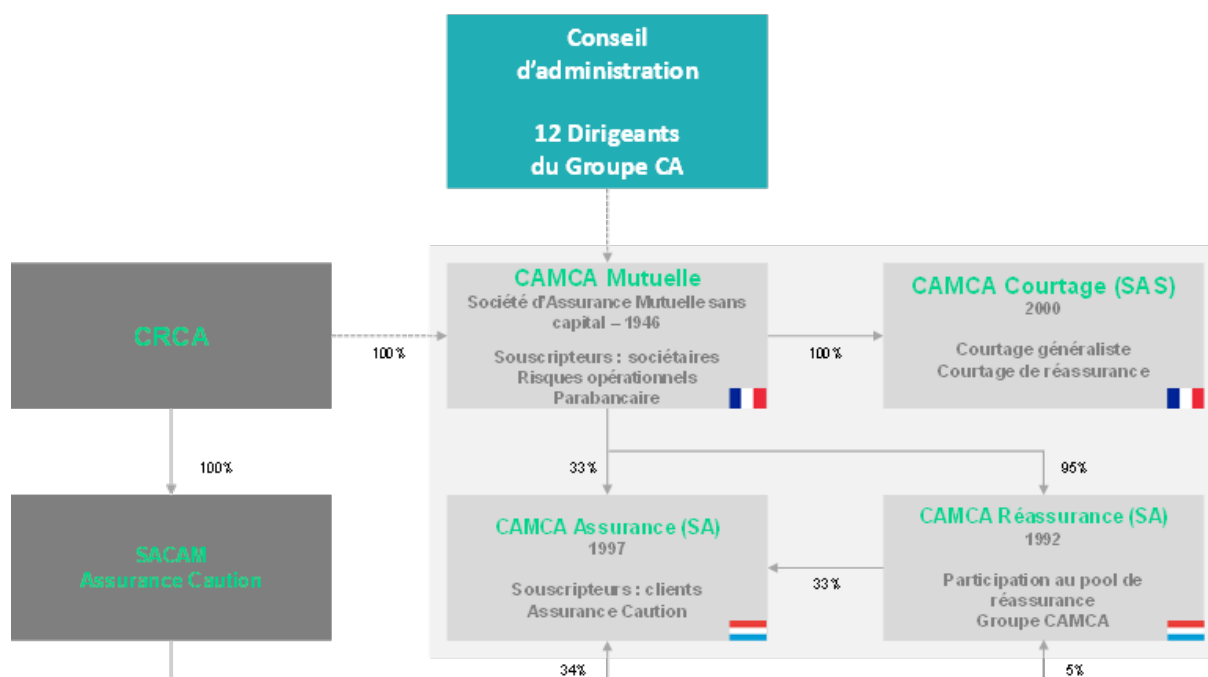 Conseil
d'administration
12 Dirigeants
du Groupe CA
CRCA
100%
CAMCA Mutuelle
Société d'Assurance Mutuelle sans
capital – 1946
Souscripteurs : sociétaires
Risques opérationnels
Parabancaire
100%
CAMCA Courtage (SAS)
2000
Courtage généraliste
Courtage de réassurance
100%
33%
95%
SACAM
Assurance Caution
CAMCA Assurance (SA)
1997
Souscripteurs : clients
Assurance Caution
33%
CAMCA Réassurance (SA)
1992
Participation au pool de
réassurance
Groupe CAMCA
34%
5%